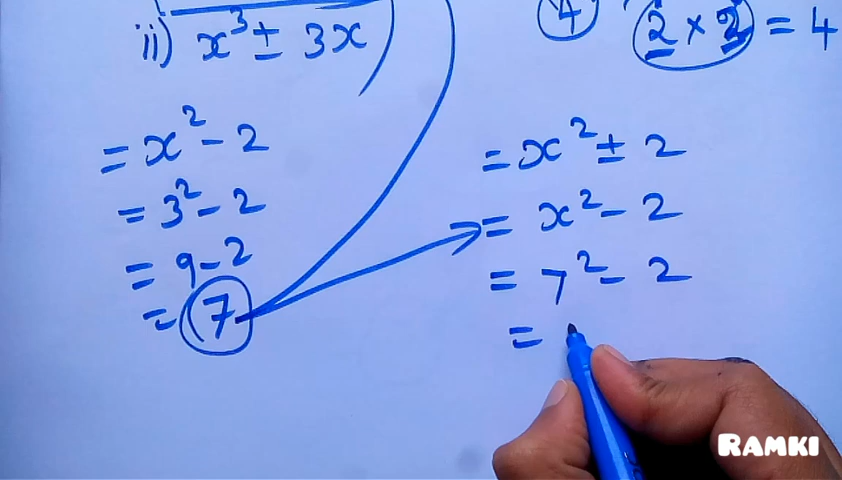 ii) x³ ± 3x
4
2 × 2 = 4
= x² - 2
= 3² - 2
= 9 - 2
= 7
= x² ± 2
= x² - 2
= 7² - 2
=
RAMKI